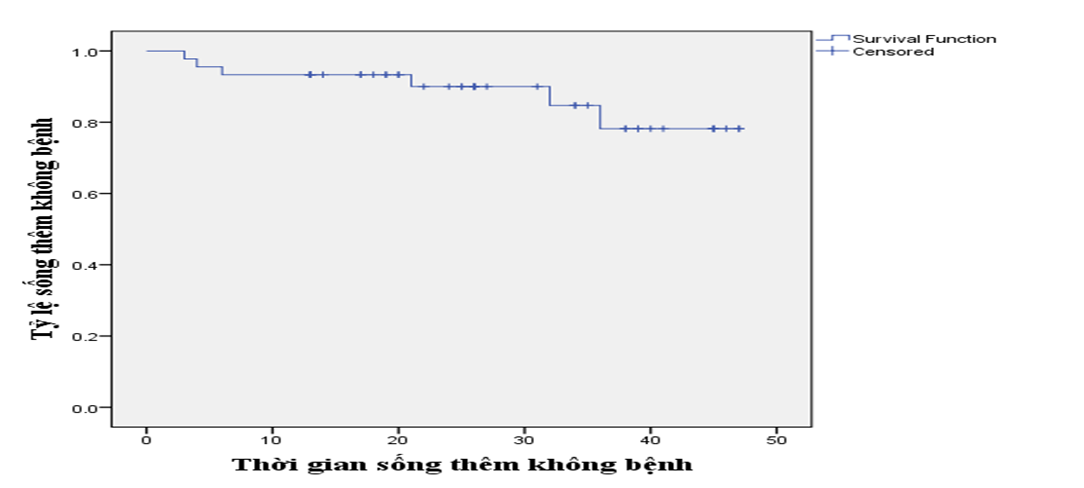 Survival Function
Censored
Tỷ lệ sống thêm không bệnh
1.0
0.8
0.6
0.4
0.2
0.0
0 10 20 30 40 50
Thời gian sống thêm không bệnh